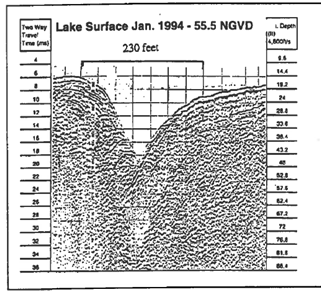 Two Way
Travel
Time (ms)
Lake Surface Jan. 1994 - 55.5 NGVD
Depth
(ft)
4,800ft/s
230 feet
4 9.6
6 14.4
8 19.2
10 24
12 28.8
14 33.6
16 38.4
18 43.2
20 48
22 52.8
24 57.6
26 62.4
28 67.2
30 72
32 76.8
34 81.6
36 86.4